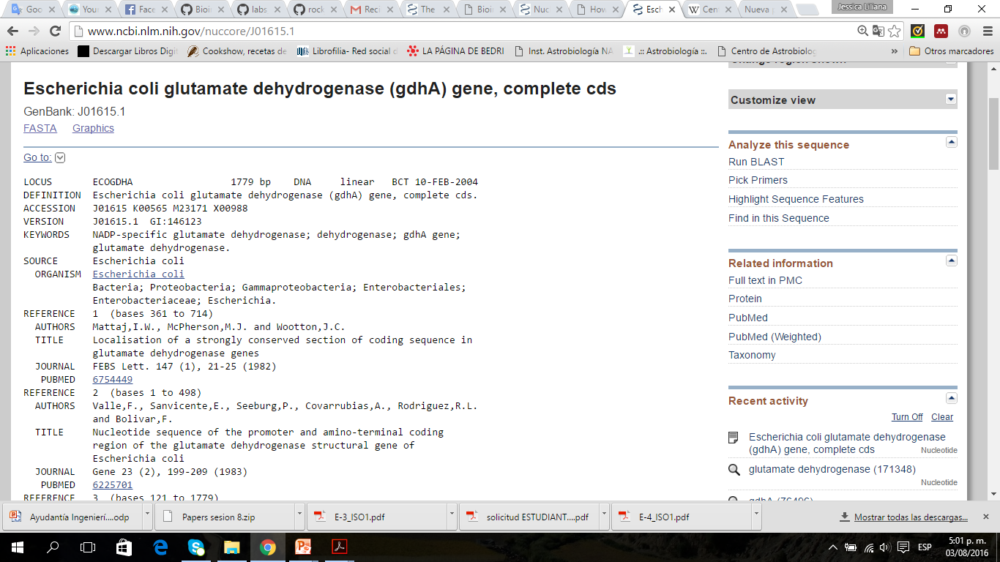 Goo
Your
Face
Bioi
labs
rock
Reci
The
Bioi
Nuc
How
Esch
Cen
Nueva p
Jessica Liliana
www.ncbi.nlm.nih.gov/nuccore/J01615.1
Aplicaciones
Descargar Libros Digit
Cookshow, recetas de
Librofilia- Red social d
LA PÁGINA DE BEDRI
Inst. Astrobiología NA
.:: Astrobiología ::.
Centro de Astrobiolog
»
Otros marcadores
Escherichia coli glutamate dehydrogenase (gdhA) gene, complete cds
GenBank: J01615.1
FASTA Graphics
Go to:
LOCUS ECOGDHA 1779 bp DNA linear BCT 10-FEB-2004
DEFINITION Escherichia coli glutamate dehydrogenase (gdhA) gene, complete cds.
ACCESSION J01615 K00565 M23171 X00988
VERSION J01615.1 GI:146123
KEYWORDS NADP-specific glutamate dehydrogenase; dehydrogenase; gdhA gene;
glutamate dehydrogenase.
SOURCE Escherichia coli
ORGANISM Escherichia coli
Bacteria; Proteobacteria; Gammaproteobacteria; Enterobacteriales;
Enterobacteriaceae; Escherichia.
REFERENCE 1 (bases 361 to 714)
AUTHORS Mattaj,I.W., McPherson,M.J. and Wootton,J.C.
TITLE Localisation of a strongly conserved section of coding sequence in
glutamate dehydrogenase genes
JOURNAL FEBS Lett. 147 (1), 21-25 (1982)
PUBMED 6754449
REFERENCE 2 (bases 1 to 498)
AUTHORS Valle,F., Sanvicente,E., Seeburg,P., Covarrubias,A., Rodriguez,R.L.
and Bolivar,F.
TITLE Nucleotide sequence of the promoter and amino-terminal coding
region of the glutamate dehydrogenase structural gene of
Escherichia coli
JOURNAL Gene 23 (2), 199-209 (1983)
PUBMED 6225701
REFERENCE 3 (bases 121 to 1779)
Change region shown
Customize view
Analyze this sequence
Run BLAST
Pick Primers
Highlight Sequence Features
Find in this Sequence
Related information
Full text in PMC
Protein
PubMed
PubMed (Weighted)
Taxonomy
Recent activity
Turn Off Clear
Escherichia coli glutamate dehydrogenase
(gdhA) gene, complete cds Nucleotide
glutamate dehydrogenase (171348)
Nucleotide
gdhA (76496)
Ayudantía Ingenierí....odp
Papers sesion 8.zip
E-3_ISO1.pdf
solicitud ESTUDIANT....pdf
E-4_ISO1.pdf
Mostrar todas las descargas...
ESP
5:01 p. m.
03/08/2016